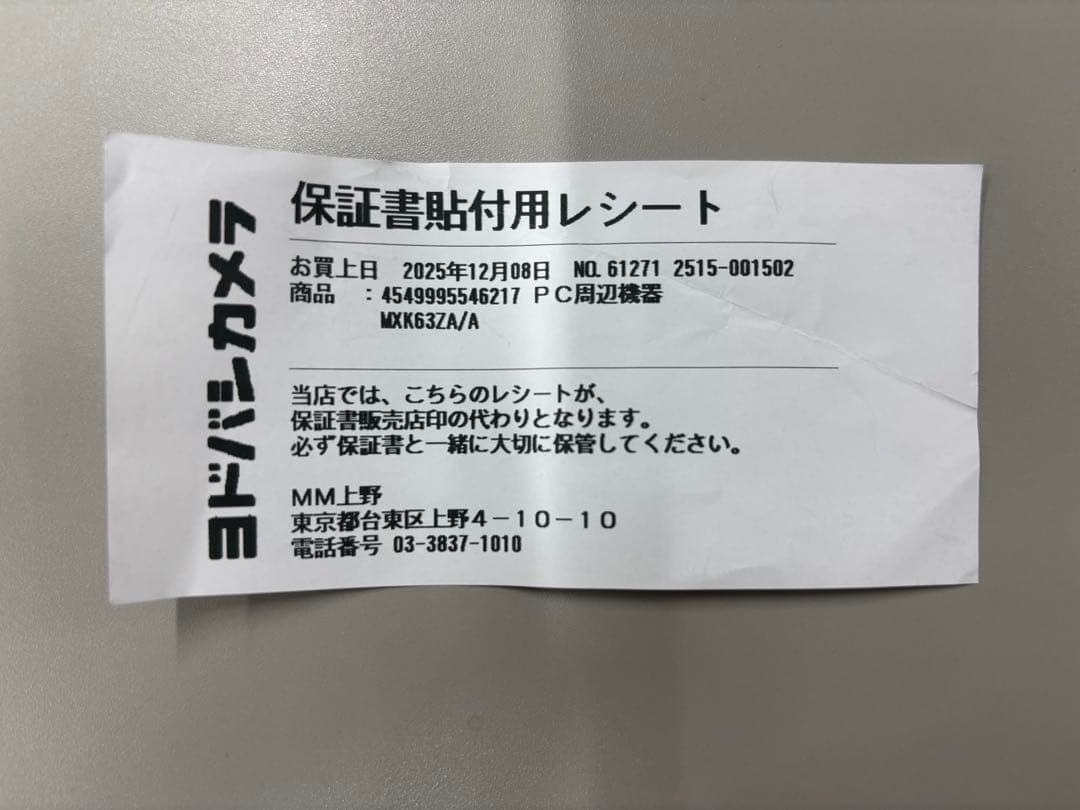 ヨドバシカメラ
保証書貼付用レシート
お買上日 2025年12月08日 NO. 61271 2515-001502
商品 :4549995546217 PC周辺機器
MXK63ZA/A
当店では、こちらのレシートが、
保証書販売店印の代わりとなります。
必ず保証書と一緒に大切に保管してください。
MM上野
東京都台東区上野4-10-10
電話番号 03-3837-1010